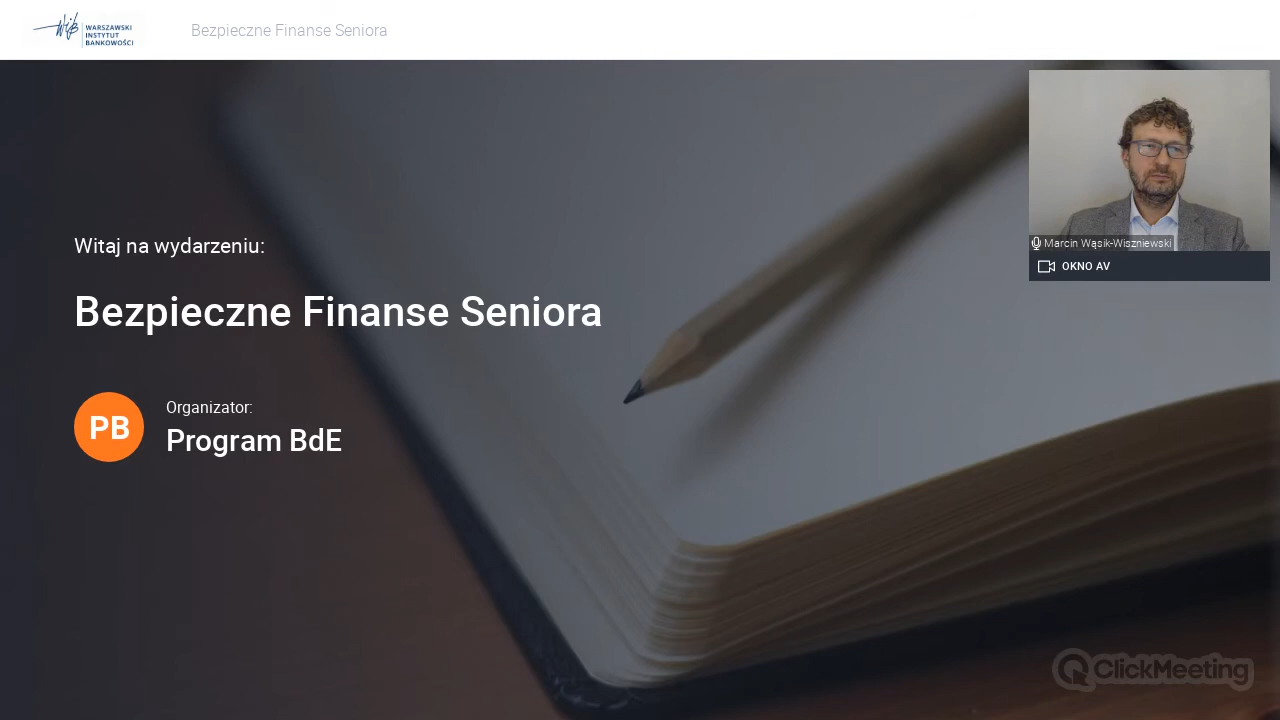 WIB
WARSZAWSKI
INSTYTUT
BANKOWOŚCI
Bezpieczne Finanse Seniora
Witaj na wydarzeniu:
Bezpieczne Finanse Seniora
PB
Organizator:
Program BdE
Marcin Wąsik-Wiszniewski
OKNO AV
ClickMeeting